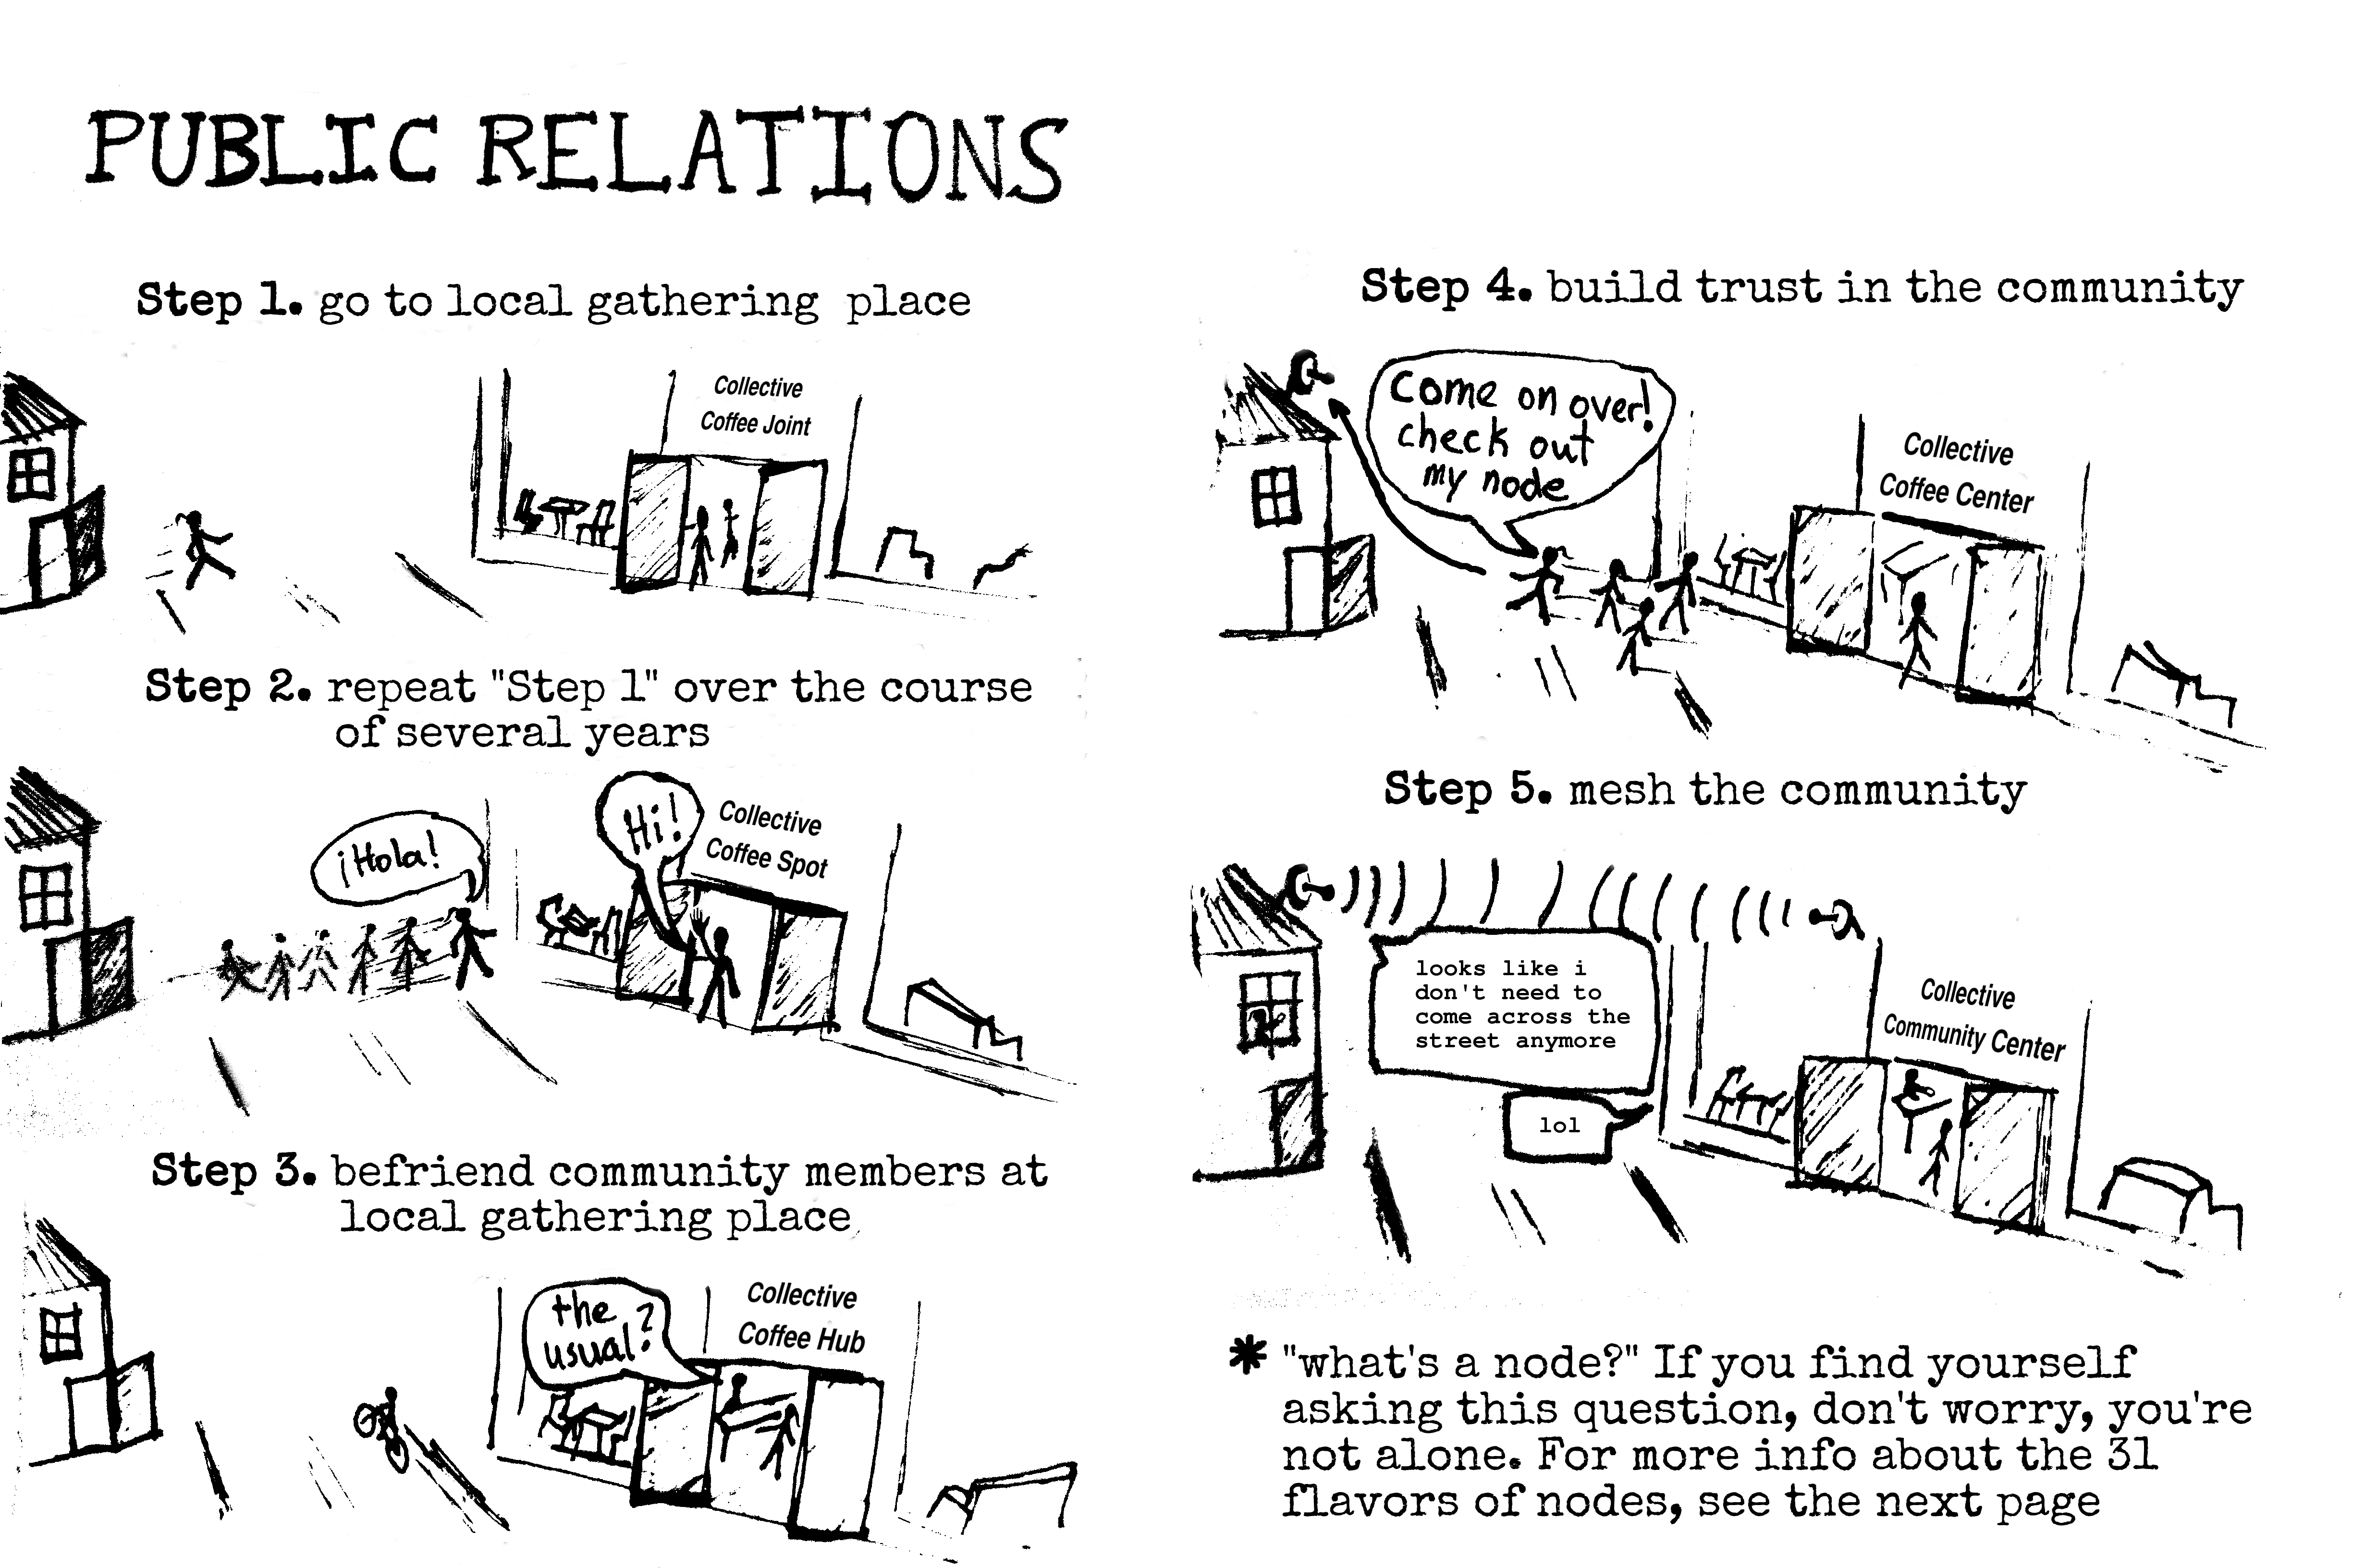 PUBLIC RELATIONS
Step 1. go to local gathering place
Collective
Coffee Joint
Step 2. repeat "Step 1" over the course
of several years
¡Hola!
Hi!
Collective
Coffee Spot
Step 3. befriend community members at
local gathering place
the
usual?
Collective
Coffee Hub
Step 4. build trust in the community
Come on over!
check out
my node
Collective
Coffee Center
Step 5. mesh the community
looks like i
don't need to
come across the
street anymore
lol
Collective
Community Center
* "what's a node?" If you find yourself
asking this question, don't worry, you're
not alone. For more info about the 31
flavors of nodes, see the next page